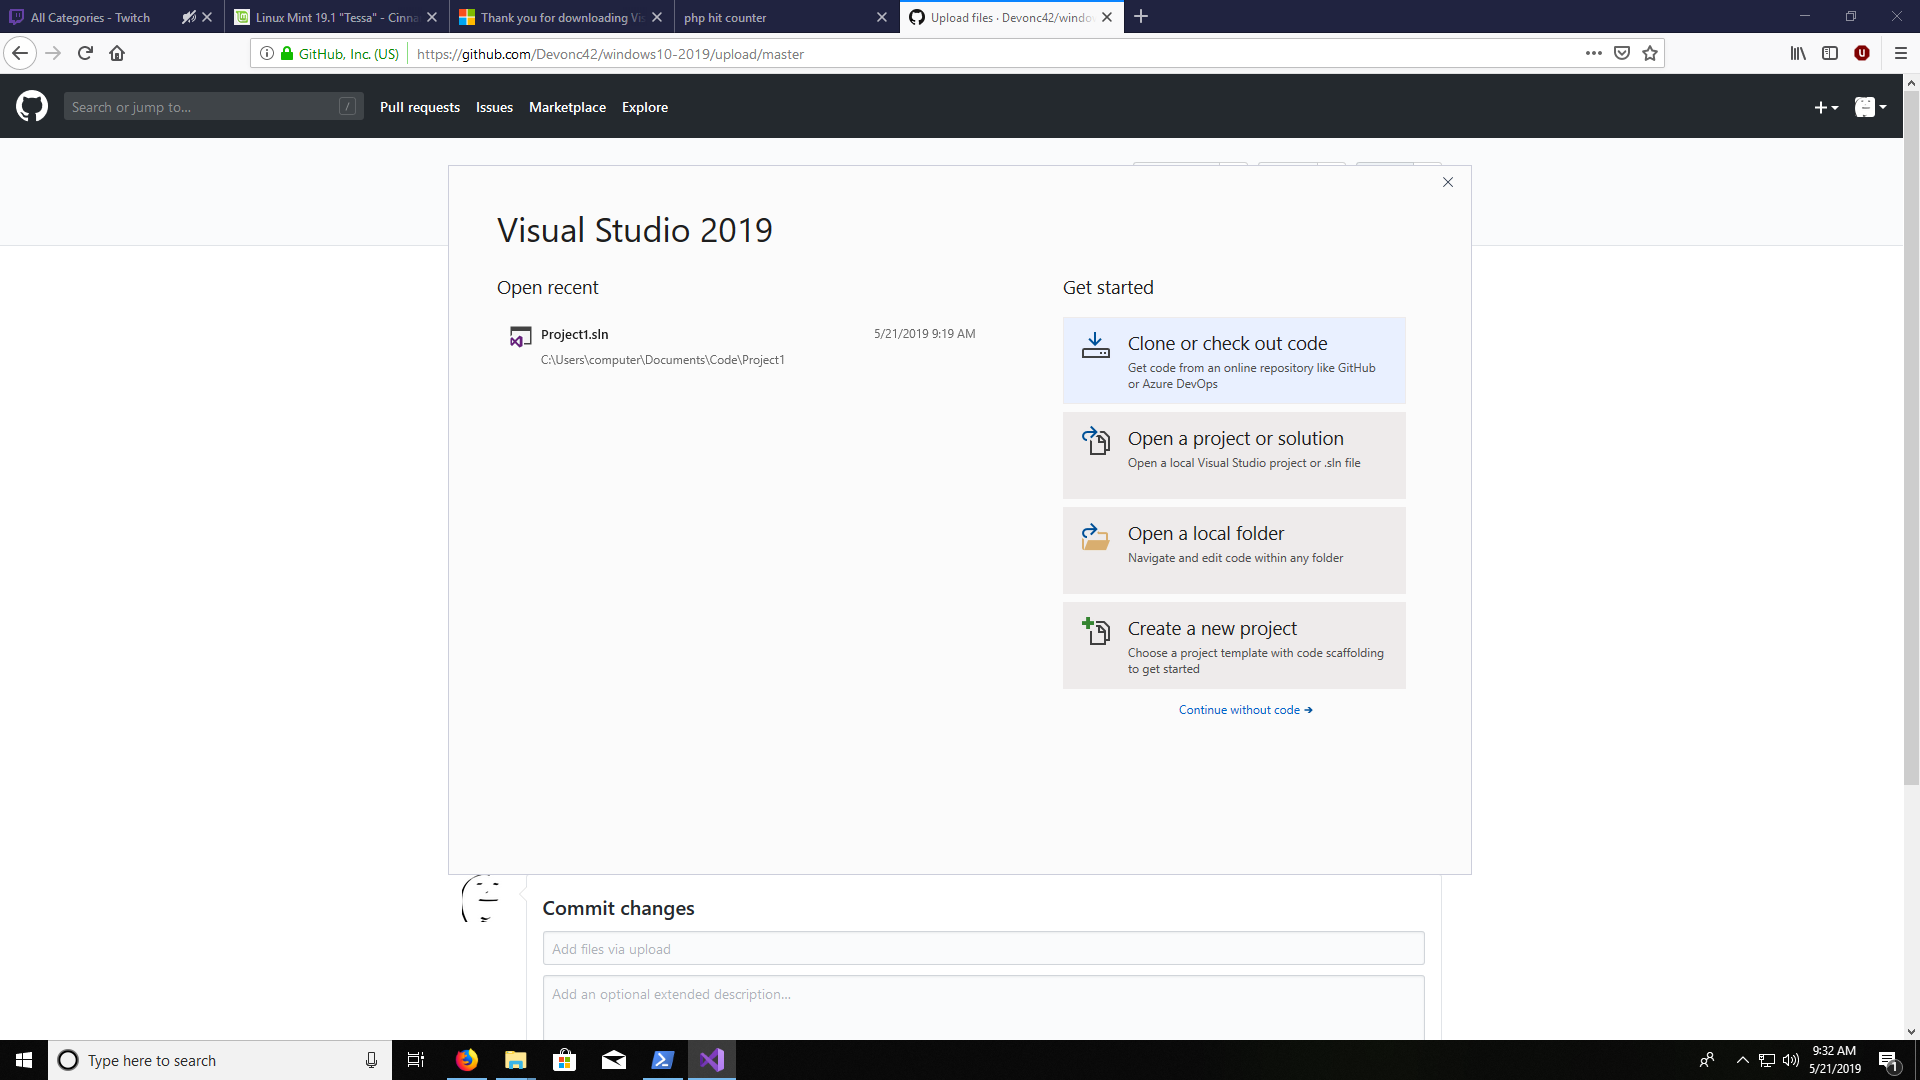 All Categories - Twitch
Linux Mint 19.1 "Tessa" - Cinna
Thank you for downloading Vis
php hit counter
Upload files · Devonc42/windo
GitHub, Inc. (US)
https://github.com/Devonc42/windows10-2019/upload/master
Search or jump to...
/
Pull requests
Issues
Marketplace
Explore
Visual Studio 2019
Open recent
Project1.sln
5/21/2019 9:19 AM
C:\Users\computer\Documents\Code\Project1
Get started
Clone or check out code
Get code from an online repository like GitHub
or Azure DevOps
Open a project or solution
Open a local Visual Studio project or .sln file
Open a local folder
Navigate and edit code within any folder
Create a new project
Choose a project template with code scaffolding
to get started
Continue without code →
Commit changes
Add files via upload
Add an optional extended description...
Type here to search
9:32 AM
5/21/2019
1